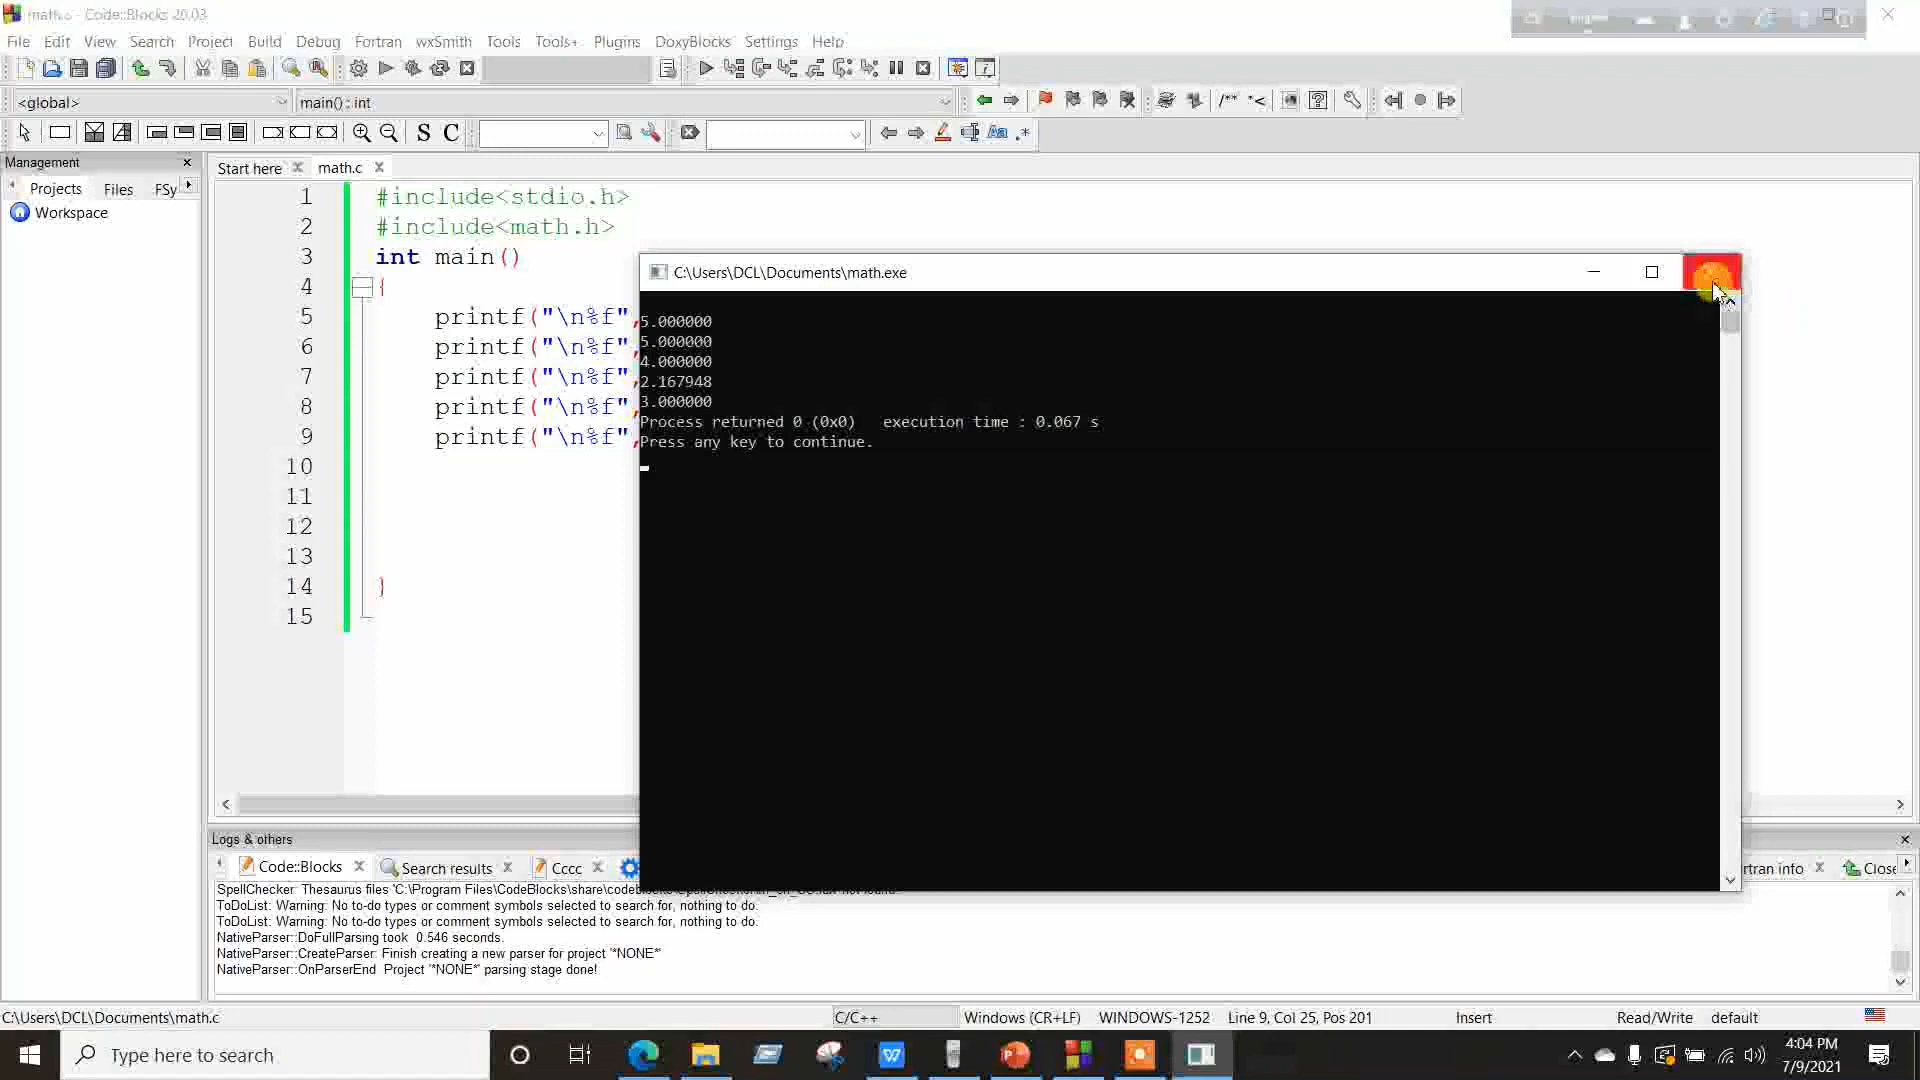 math.c - Code::Blocks 20.03
File Edit View Search Project Build Debug Fortran wxSmith Tools Tools+ Plugins DoxyBlocks Settings Help
<global> main() : int
S C
Management
Projects Files FSy
Workspace
Start here math.c
1 #include<stdio.h>
2 #include<math.h>
3 int main()
4 {
5 printf("\n%f",
6 printf("\n%f",
7 printf("\n%f",
8 printf("\n%f",
9 printf("\n%f",
10
11
12
13
14 }
15
C:\Users\DCL\Documents\math.exe
5.000000
5.000000
4.000000
2.167948
3.000000
Process returned 0 (0x0) execution time : 0.067 s
Press any key to continue.
Logs & others
Code::Blocks Search results Cccc rtran info Close
SpellChecker: Thesaurus files 'C:\Program Files\CodeBlocks\share\codeblocks
ToDoList: Warning: No to-do types or comment symbols selected to search for, nothing to do.
ToDoList: Warning: No to-do types or comment symbols selected to search for, nothing to do.
NativeParser::DoFullParsing took 0.546 seconds.
NativeParser::CreateParser: Finish creating a new parser for project '*NONE*'
NativeParser::OnParserEnd Project '*NONE*' parsing stage done!
C:\Users\DCL\Documents\math.c C/C++ Windows (CR+LF) WINDOWS-1252 Line 9, Col 25, Pos 201 Insert Read/Write default
Type here to search
4:04 PM
7/9/2021